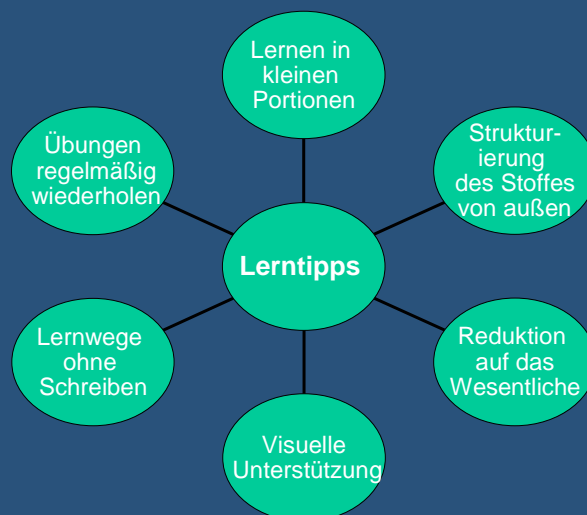 Lernen in
kleinen
Portionen
Übungen
regelmäßig
wiederholen
Struktur-
ierung
des Stoffes
von außen
Lerntipps
Lernwege
ohne
Schreiben
Reduktion
auf das
Wesentliche
Visuelle
Unterstützung